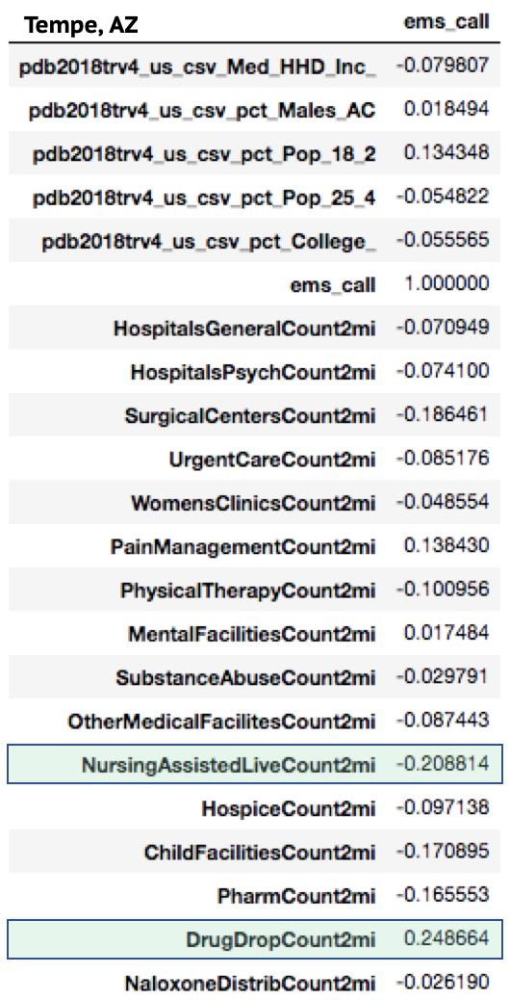 Tempe, AZ ems_call
pdb2018trv4_us_csv_Med_HHD_Inc_ -0.079807
pdb2018trv4_us_csv_pct_Males_AC 0.018494
pdb2018trv4_us_csv_pct_Pop_18_2 0.134348
pdb2018trv4_us_csv_pct_Pop_25_4 -0.054822
pdb2018trv4_us_csv_pct_College_ -0.055565
ems_call 1.000000
HospitalsGeneralCount2mi -0.070949
HospitalsPsychCount2mi -0.074100
SurgicalCentersCount2mi -0.186461
UrgentCareCount2mi -0.085176
WomensClinicsCount2mi -0.048554
PainManagementCount2mi 0.138430
PhysicalTherapyCount2mi -0.100956
MentalFacilitiesCount2mi 0.017484
SubstanceAbuseCount2mi -0.029791
OtherMedicalFacilitesCount2mi -0.087443
NursingAssistedLiveCount2mi -0.208814
HospiceCount2mi -0.097138
ChildFacilitiesCount2mi -0.170895
PharmCount2mi -0.165553
DrugDropCount2mi 0.248664
NaloxoneDistribCount2mi -0.026190